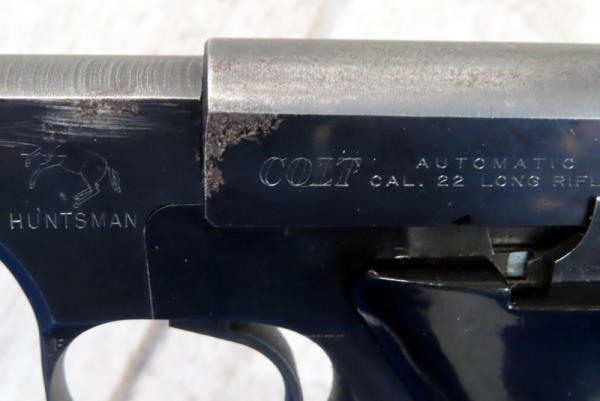 COLT
AUTOMATIC
CAL. 22 LONG RIFL
HUNTSMAN